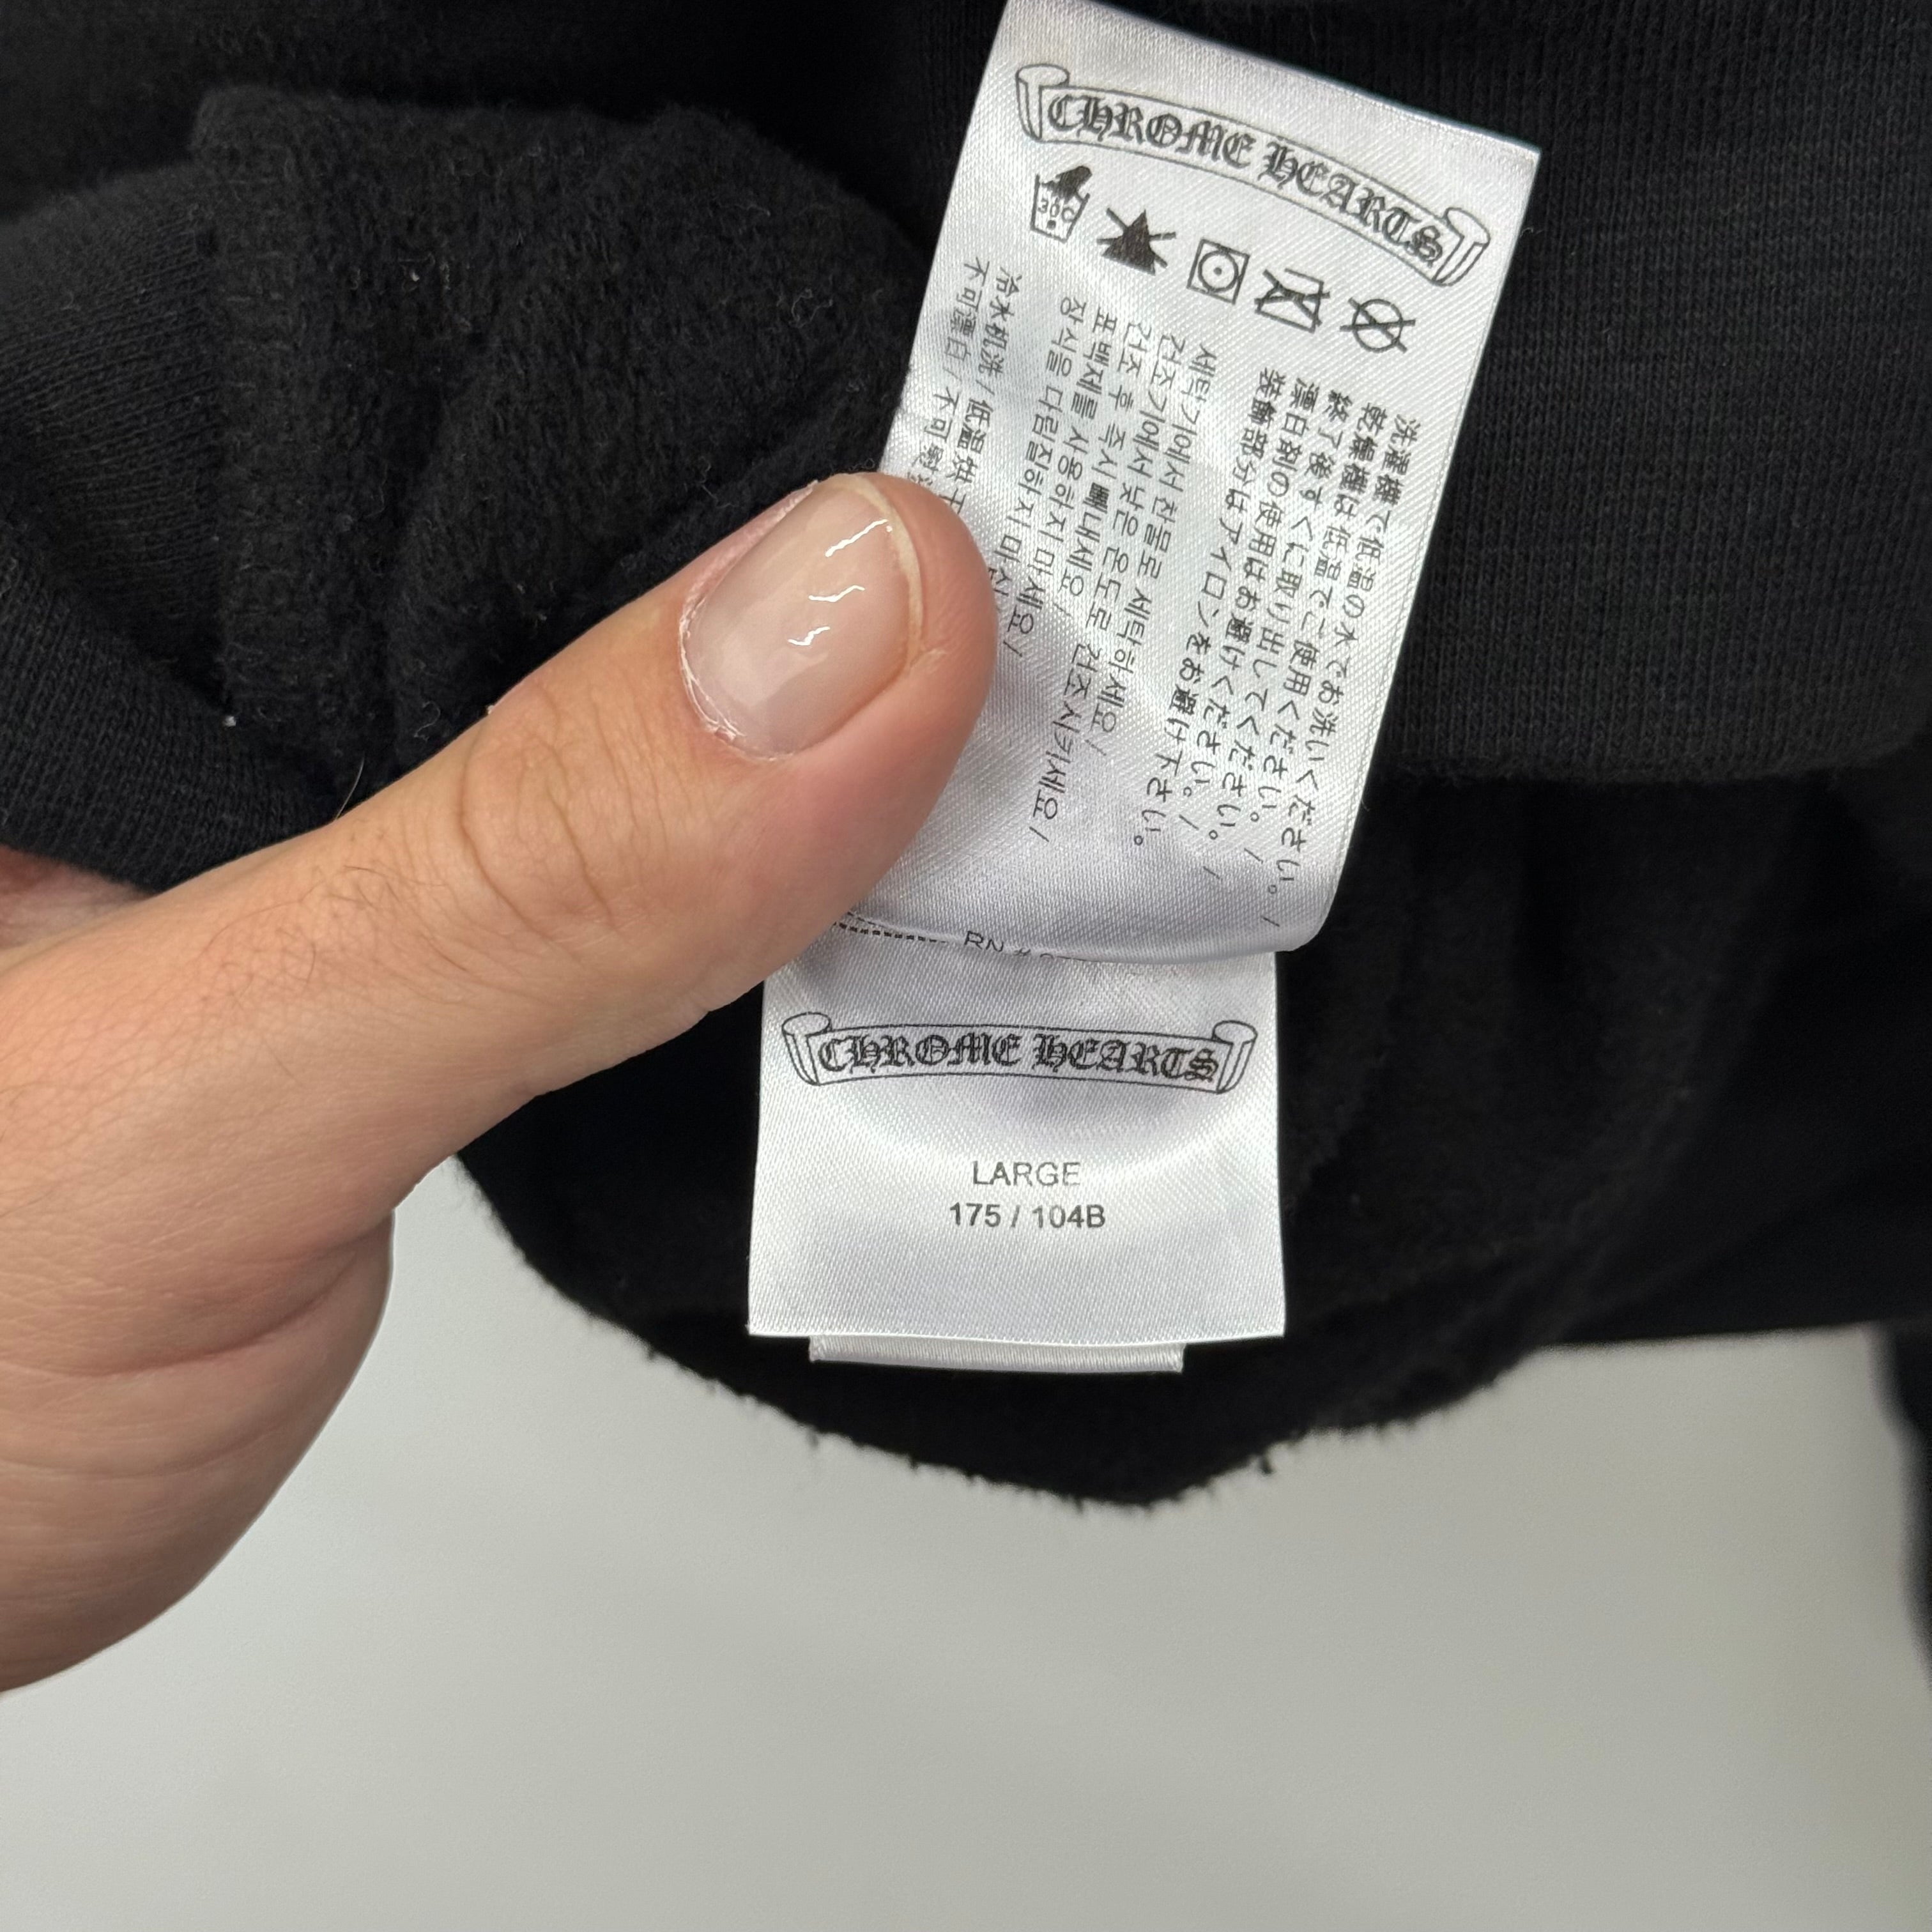 CHROME HEARTS
30C
洗濯機で低温の水でお洗いください。/
乾燥機は低温でご使用ください。/
終了後すぐに取り出してください。/
漂白剤の使用はお避けください。/
装飾部分はアイロンをお避け下さい。
세탁기에서 찬물로 세탁하세요/
건조기에서 낮은 온도로 건조시키세요/
건조 후 즉시 빼내세요/
표백제를 사용하지 마세요/
장식을 다림질하지 마십
冷水机洗/低温烘干
不可漂白/不可熨
RN #
CHROME HEARTS
LARGE
175 / 104B